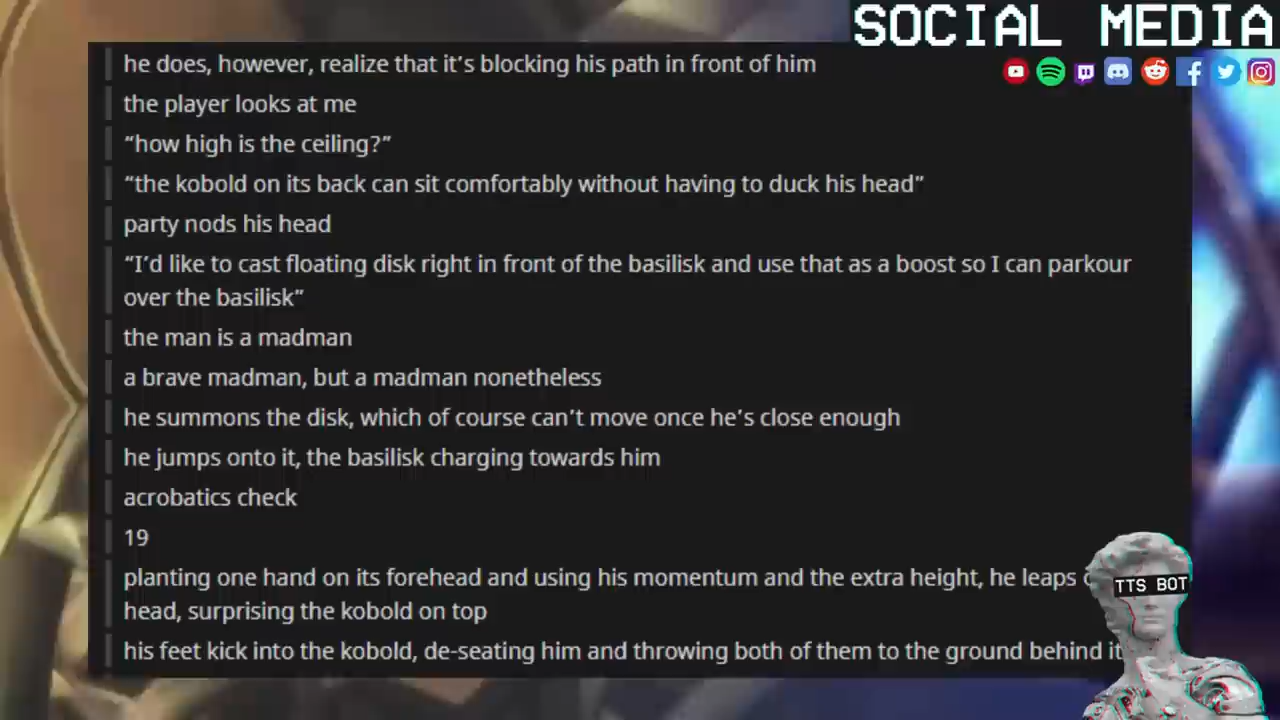 SOCIAL MEDIA
he does, however, realize that it's blocking his path in front of him
the player looks at me
“how high is the ceiling?”
“the kobold on its back can sit comfortably without having to duck his head”
party nods his head
“I'd like to cast floating disk right in front of the basilisk and use that as a boost so I can parkour
over the basilisk”
the man is a madman
a brave madman, but a madman nonetheless
he summons the disk, which of course can't move once he's close enough
he jumps onto it, the basilisk charging towards him
acrobatics check
19
planting one hand on its forehead and using his momentum and the extra height, he leaps
head, surprising the kobold on top
his feet kick into the kobold, de-seating him and throwing both of them to the ground behind it
TTS BOT